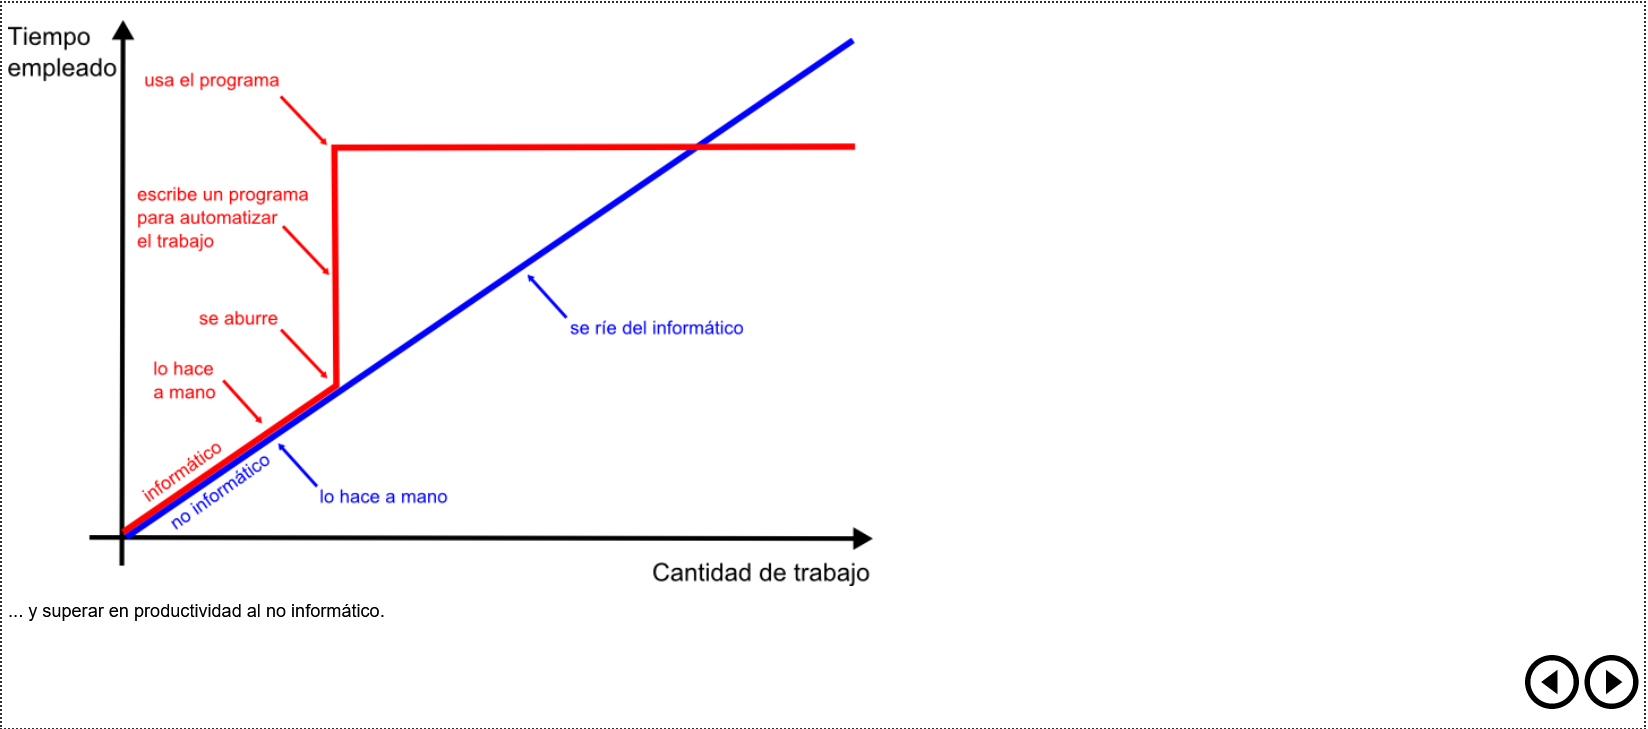 Tiempo
empleado
usa el programa
escribe un programa
para automatizar
el trabajo
se aburre
lo hace
a mano
informático
no informático
lo hace a mano
se ríe del informático
Cantidad de trabajo
... y superar en productividad al no informático.